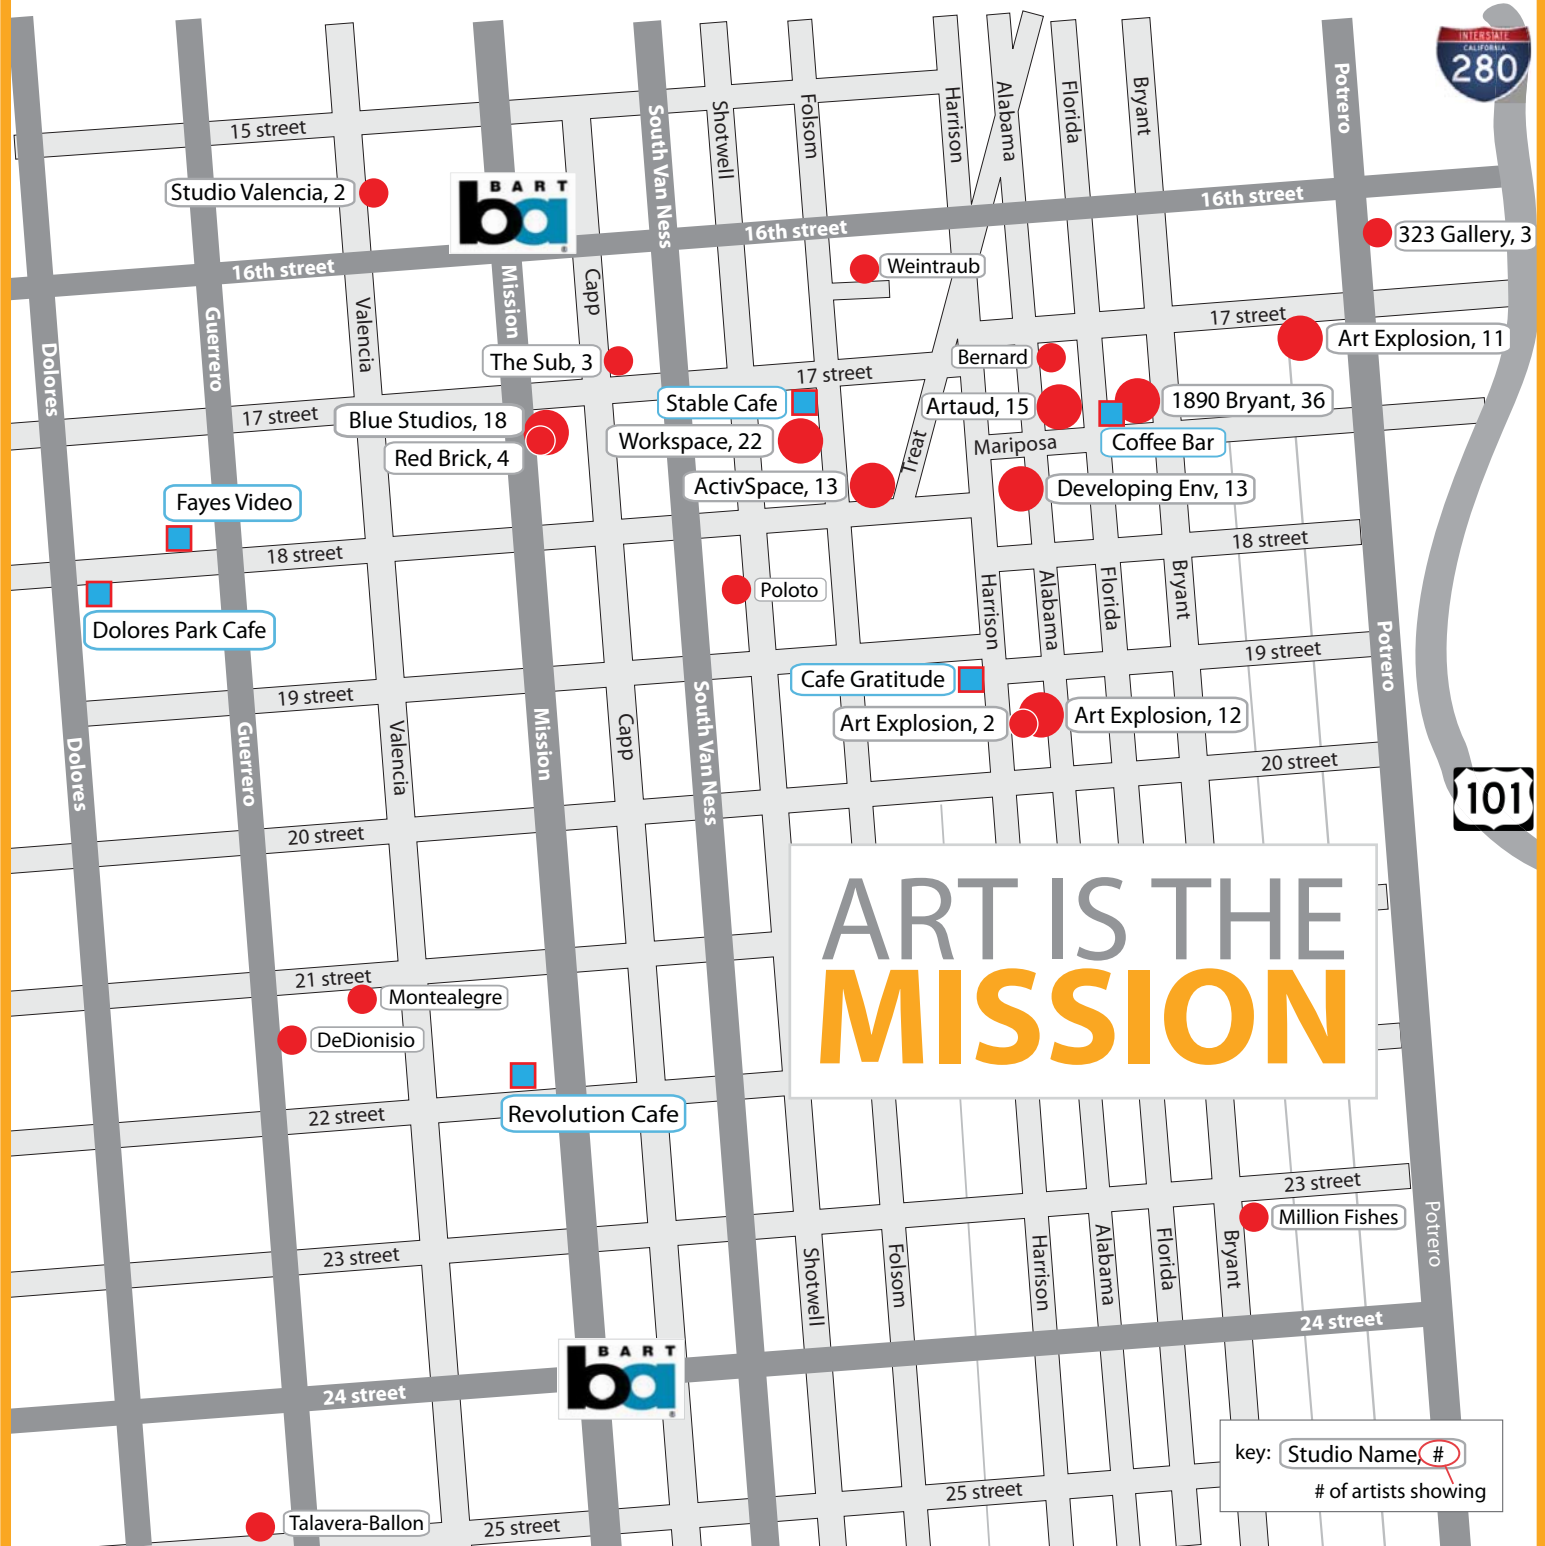 INTERSTATE
CALIFORNIA
280
Shotwell
Folsom
Harrison
Alabama
Florida
Bryant
Potrero
South Van Ness
15 street
Studio Valencia, 2
BART
ba
®
16th street
16th street
16th street
323 Gallery, 3
Weintraub
Mission
Capp
Valencia
Guerrero
Dolores
17 street
Art Explosion, 11
The Sub, 3
Bernard
17 street
Stable Cafe
Artaud, 15
1890 Bryant, 36
17 street
Blue Studios, 18
Workspace, 22
Treat
Mariposa
Coffee Bar
Red Brick, 4
ActivSpace, 13
Developing Env, 13
Fayes Video
18 street
18 street
Harrison
Alabama
Florida
Bryant
Poloto
Potrero
Dolores Park Cafe
19 street
Cafe Gratitude
19 street
Art Explosion, 2
Art Explosion, 12
Dolores
Guerrero
Valencia
Mission
Capp
South Van Ness
20 street
101
20 street
ART IS THE
MISSION
21 street
Montealegre
DeDionisio
22 street
Revolution Cafe
23 street
Million Fishes
Potrero
23 street
Shotwell
Folsom
Harrison
Alabama
Florida
Bryant
24 street
BART
ba
®
24 street
key: Studio Name, #
# of artists showing
25 street
Talavera-Ballon
25 street